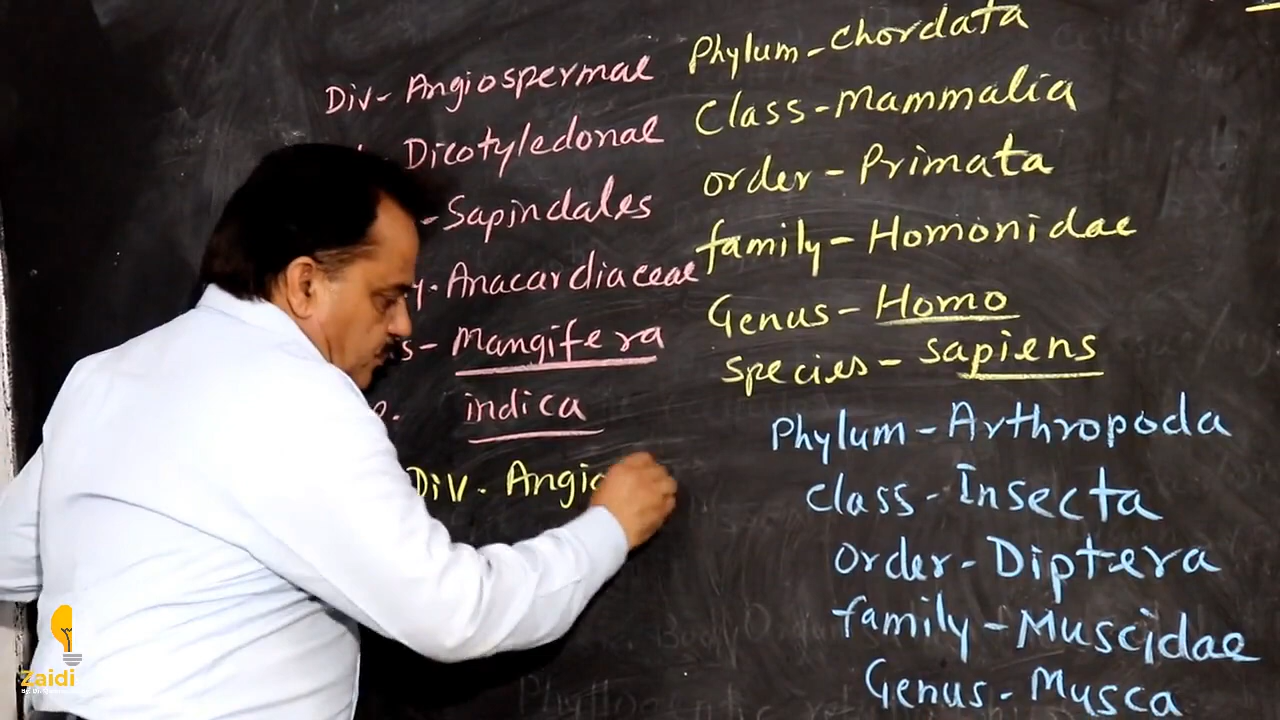 Div- Angiospermae
Dicotyledonae
-Sapindales
y. Anacardiaceae
s- Mangifera
indica
Div. Angio
Phylum-Chordata
Class-Mammalia
order-Primata
family-Homonidae
Genus-Homo
Species-sapiens
Phylum-Arthropoda
Class-Insecta
Order-Diptera
family-Muscidae
Genus-Musca
Zaidi